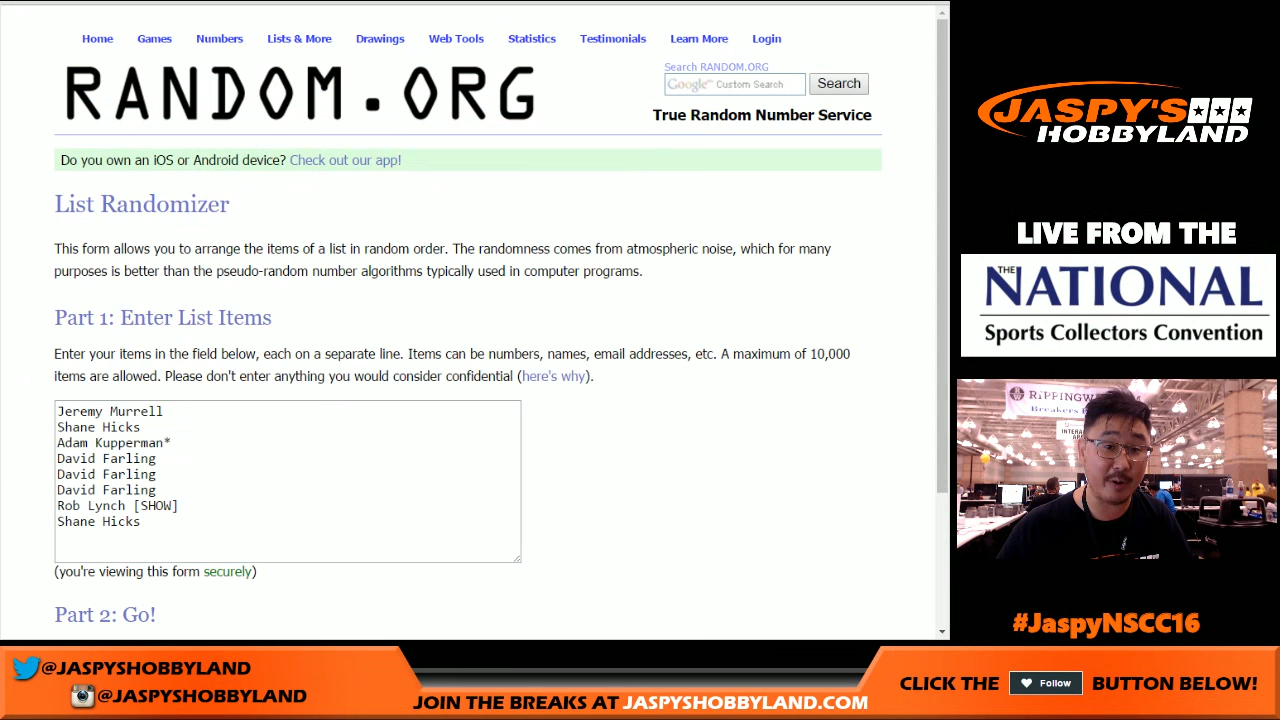 Home Games Numbers Lists & More Drawings Web Tools Statistics Testimonials Learn More Login
RANDOM.ORG
Search RANDOM.ORG
Google™ Custom Search Search
True Random Number Service
Do you own an iOS or Android device? Check out our app!
List Randomizer
This form allows you to arrange the items of a list in random order. The randomness comes from atmospheric noise, which for many
purposes is better than the pseudo-random number algorithms typically used in computer programs.
Part 1: Enter List Items
Enter your items in the field below, each on a separate line. Items can be numbers, names, email addresses, etc. A maximum of 10,000
items are allowed. Please don't enter anything you would consider confidential (here's why).
Jeremy Murrell
Shane Hicks
Adam Kupperman*
David Farling
David Farling
David Farling
Rob Lynch [SHOW]
Shane Hicks
(you're viewing this form securely)
Part 2: Go!
JASPY'S
HOBBYLAND
LIVE FROM THE
THE NATIONAL
Sports Collectors Convention
#JaspyNSCC16
@JASPYSHOBBYLAND
@JASPYSHOBBYLAND
JOIN THE BREAKS AT JASPYSHOBBYLAND.COM
CLICK THE Follow BUTTON BELOW!